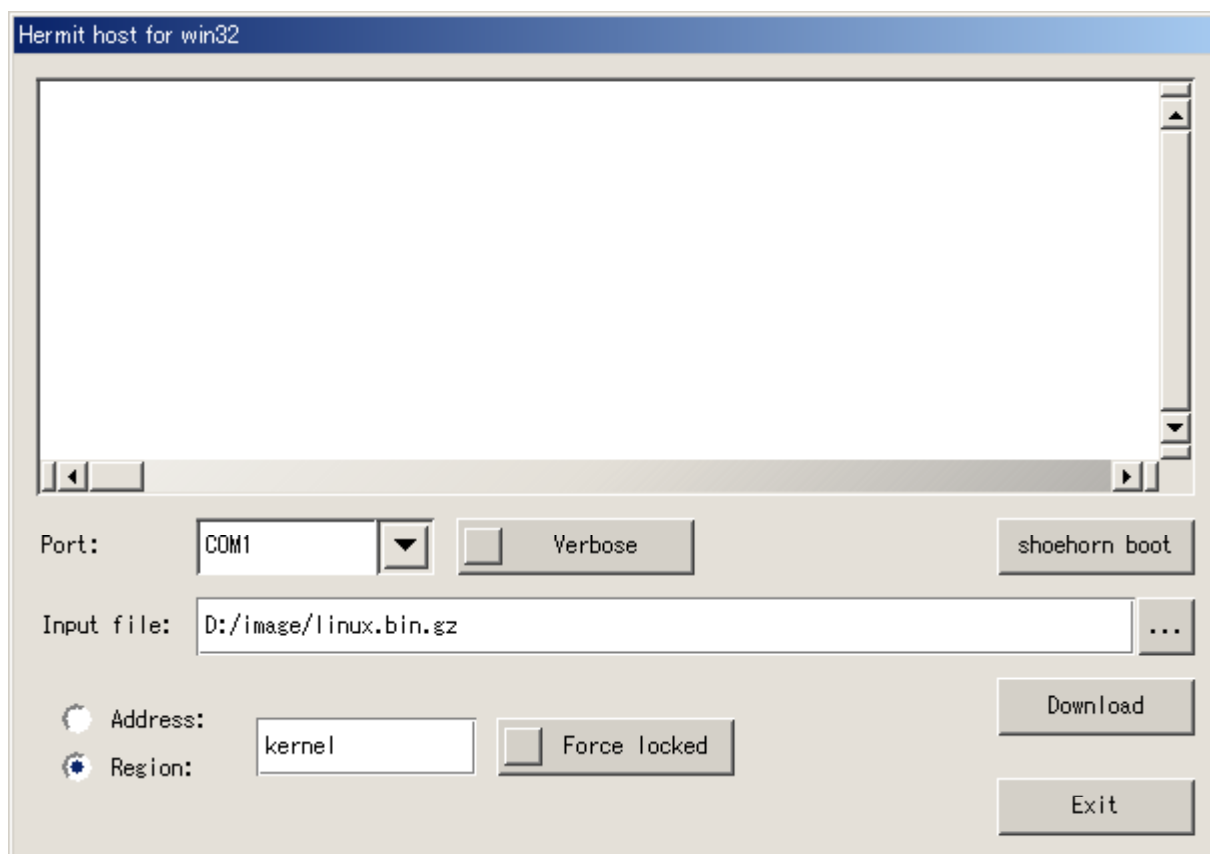 Hermit host for win32
Port: COM1 Verbose shoehorn boot
Input file: D:/image/linux.bin.gz ...
Address: Download
Region: kernel Force locked
Exit